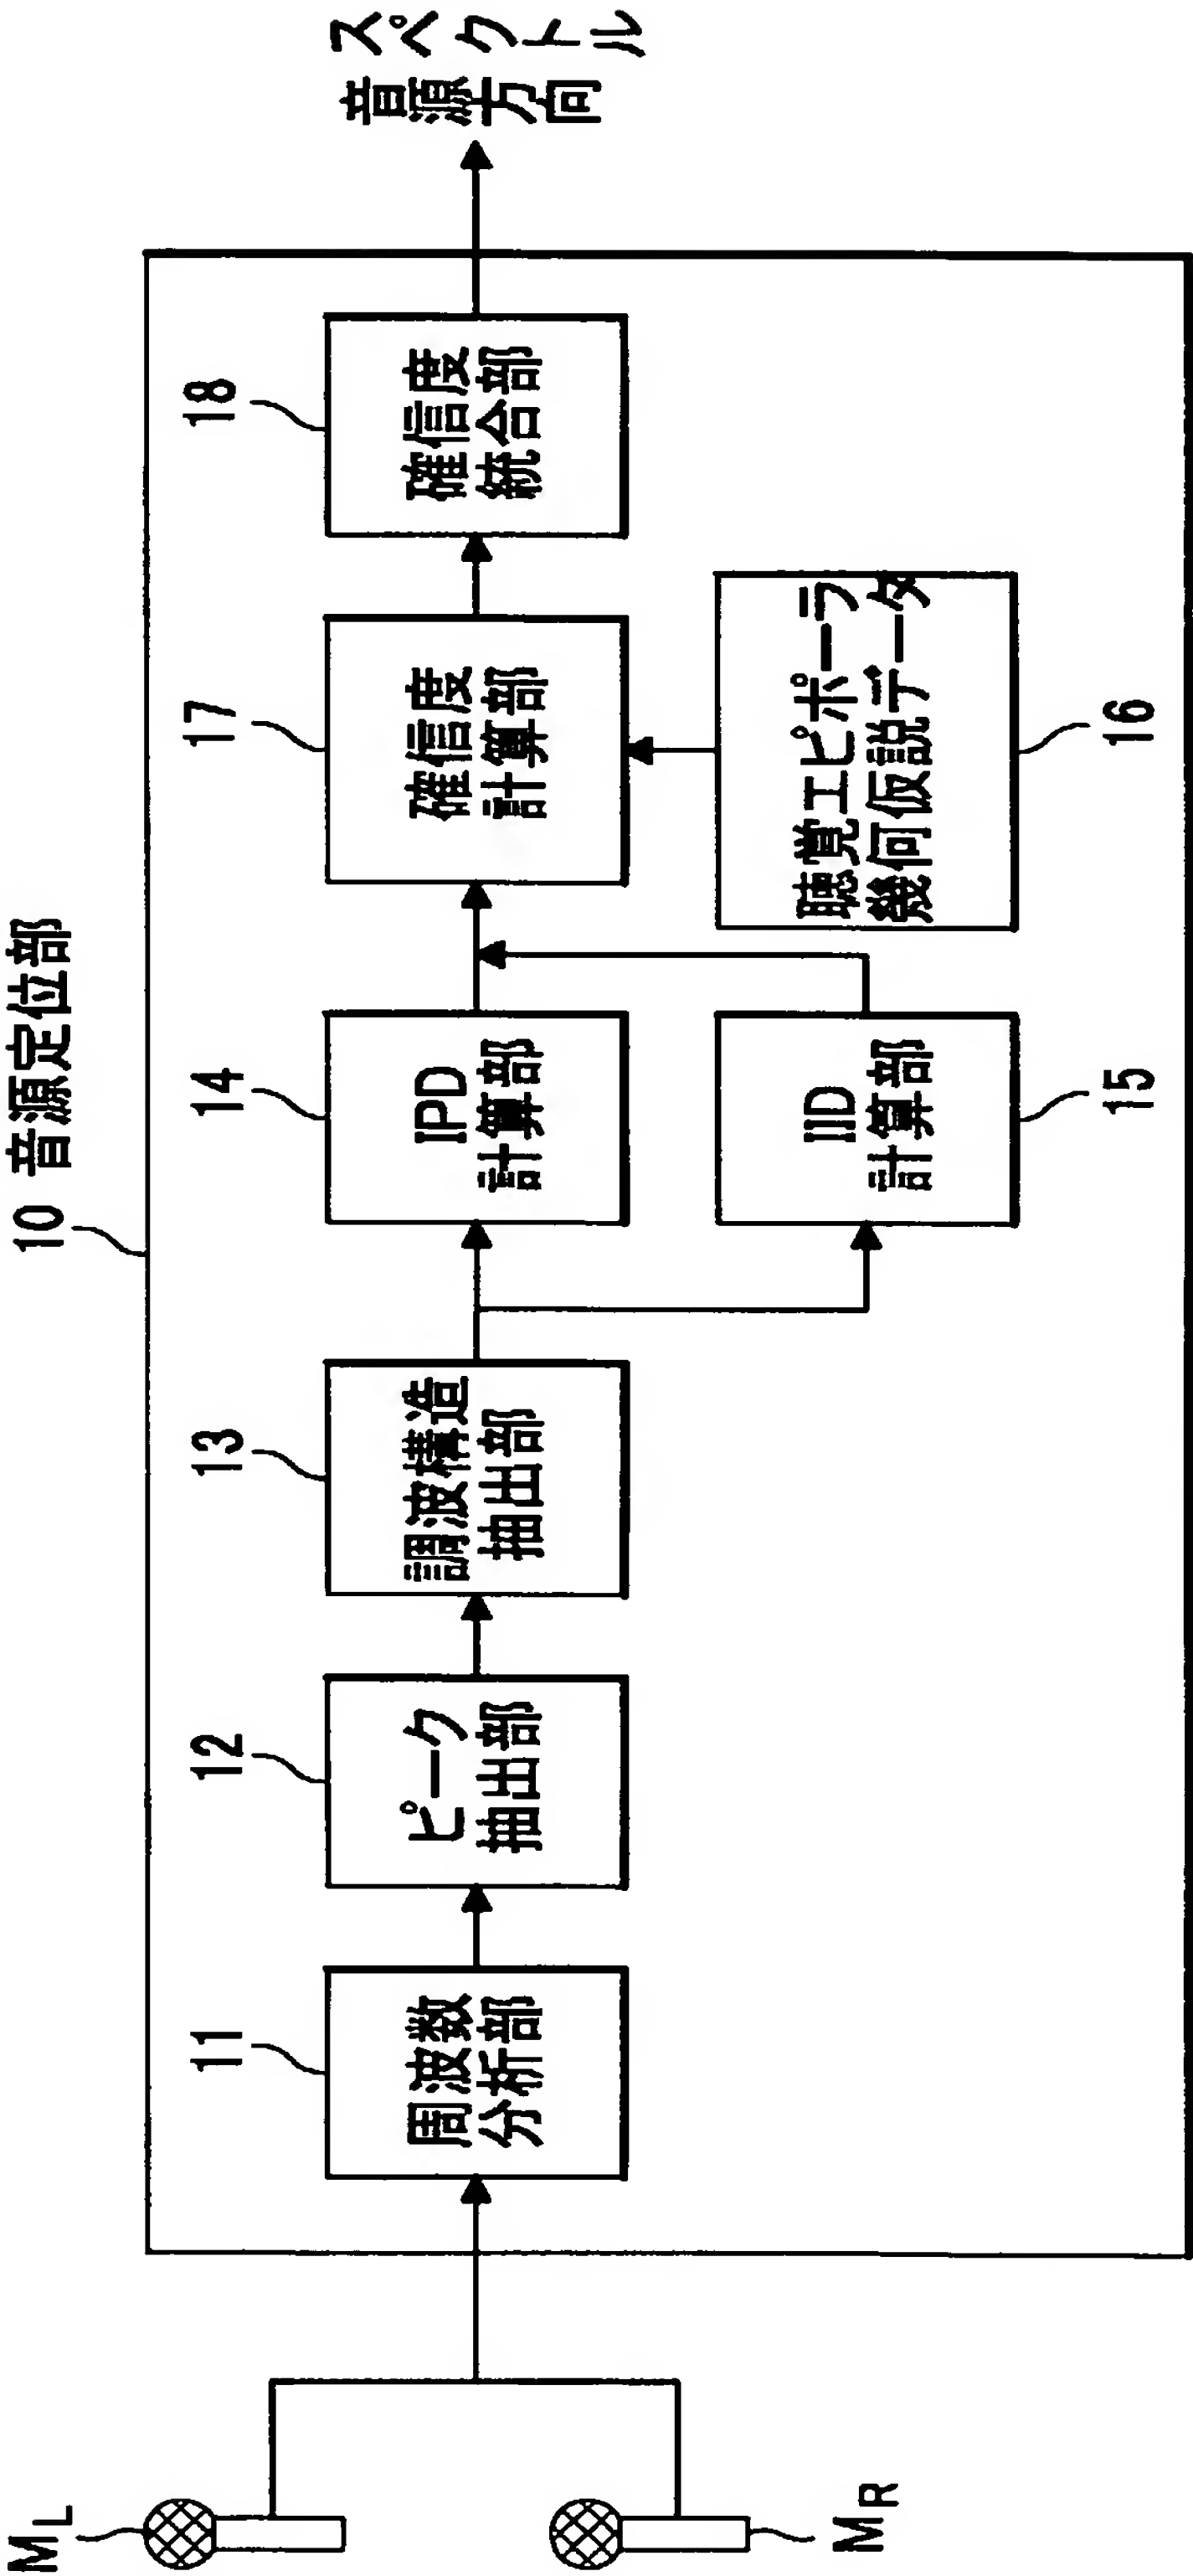 10 音源定位部
11
周波数
分析部
12
ピーク
抽出部
13
調波構造
抽出部
14
IPD
計算部
15
IID
計算部
16
聴覚エピポーラ
幾何仮説データ
17
確信度
計算部
18
確信度
統合部
スペクトル
音源方向
ML
MR